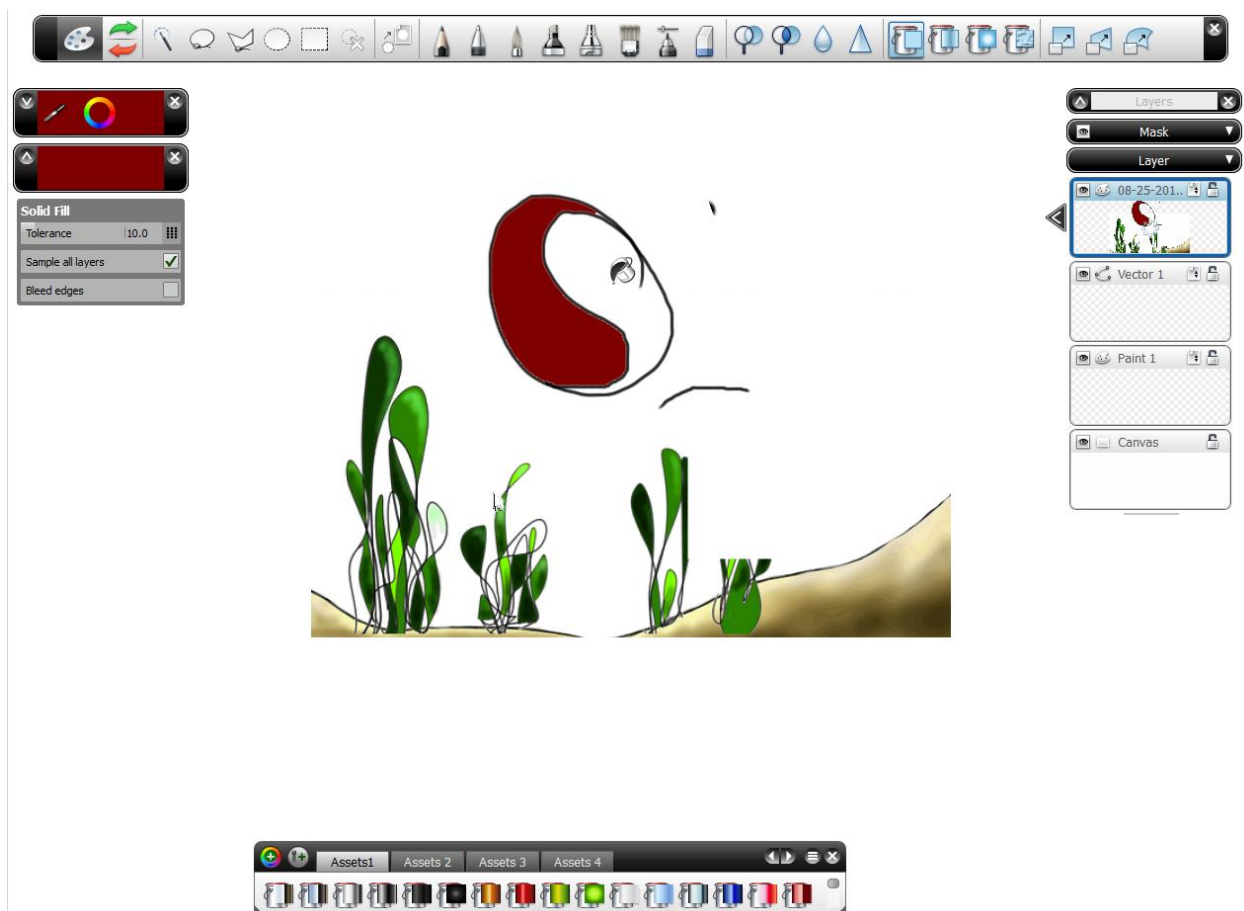 Layers
Mask
Layer
08-25-201..
Solid Fill
Tolerance 10.0
Sample all layers
Bleed edges
Vector 1
Paint 1
Canvas
Assets1 Assets 2 Assets 3 Assets 4